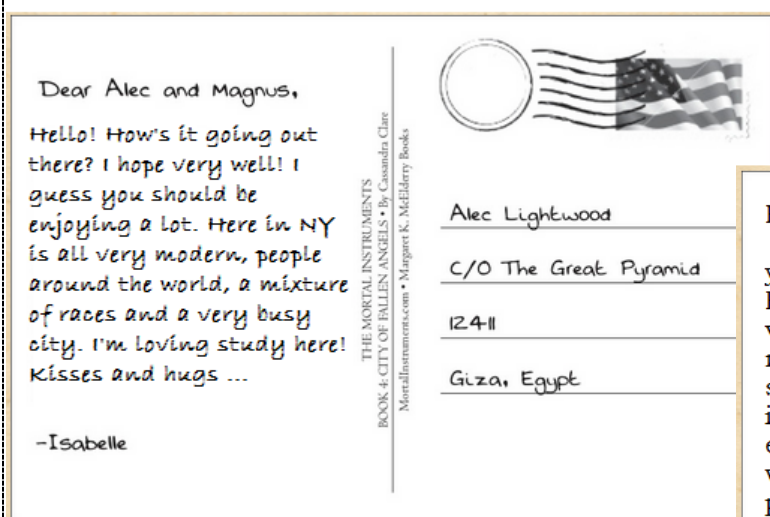 Dear Alec and Magnus,
Hello! How's it going out
there? I hope very well! I
guess you should be
enjoying a lot. Here in NY
is all very modern, people
around the world, a mixture
of races and a very busy
city. I'm loving study here!
Kisses and hugs ...
-Isabelle
THE MORTAL INSTRUMENTS
BOOK 4: CITY OF FALLEN ANGELS • By Cassandra Clare
MortalInstruments.com • Margaret K. McElderry Books
Alec Lightwood
C/O The Great Pyramid
12411
Giza, Egypt